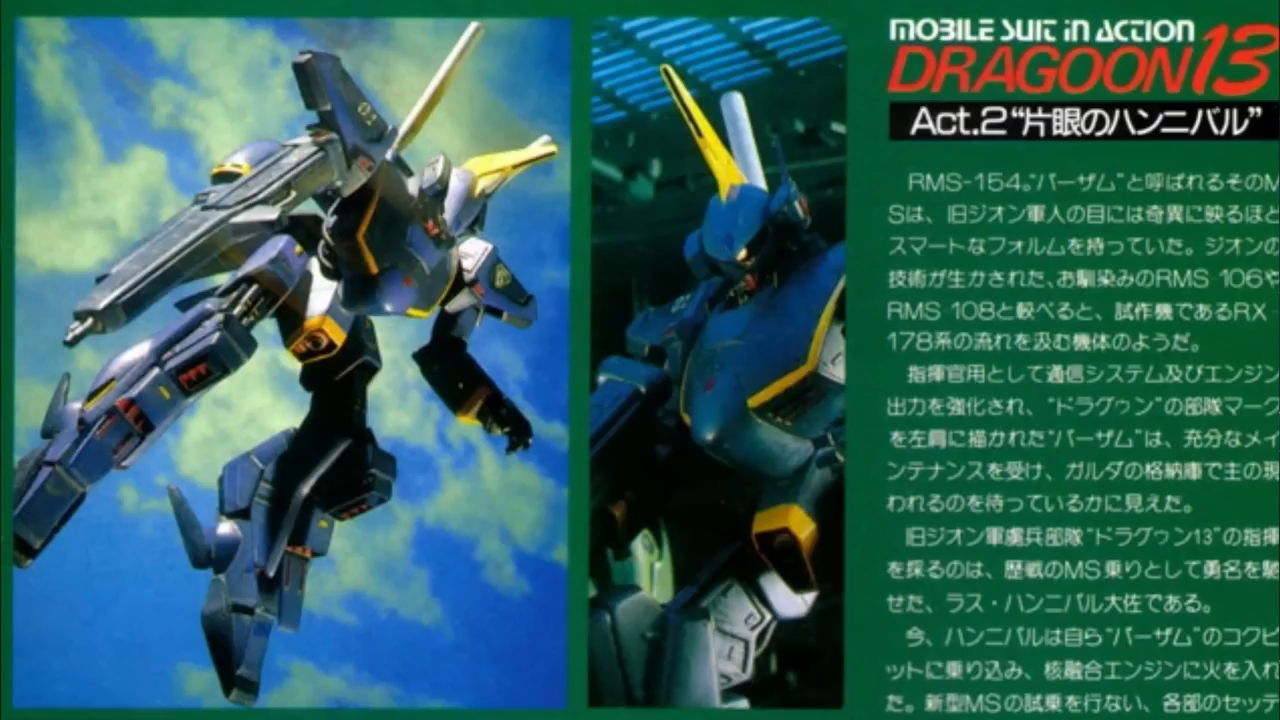 MOBILE SUIT iN ACTION
DRAGOON13
Act.2“片眼のハンニバル”
RMS-154。“バーザム”と呼ばれるそのM
Sは、旧ジオン軍人の目には奇異に映るほど
スマートなフォルムを持っていた。ジオンの
技術が生かされた、お馴染みのRMS 106や
RMS 108と較べると、試作機であるRX
178系の流れを汲む機体のようだ。
指揮官用として通信システム及びエンジン
出力を強化され、“ドラグゥン”の部隊マーク
を左肩に描かれた“バーザム”は、充分なメイ
ンテナンスを受け、ガルダの格納庫で主の現
われるのを待っているかに見えた。
旧ジオン軍虜兵部隊“ドラグゥン13”の指揮
を採るのは、歴戦のMS乗りとして勇名を馳
せた、ラス・ハンニバル大佐である。
今、ハンニバルは自ら“バーザム”のコクピ
ットに乗り込み、核融合エンジンに火を入れ
た。新型MSの試乗を行ない、各部のセッテ